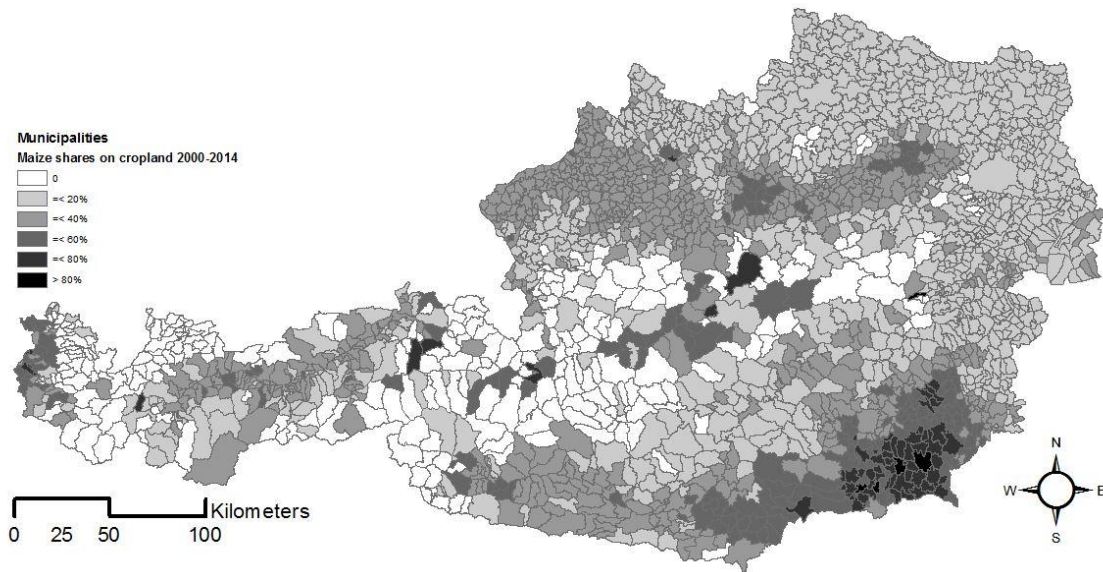 Municipalities
Maize shares on cropland 2000-2014
0
=< 20%
=< 40%
=< 60%
=< 80%
> 80%
N
W E
S
Kilometers
0 25 50 100